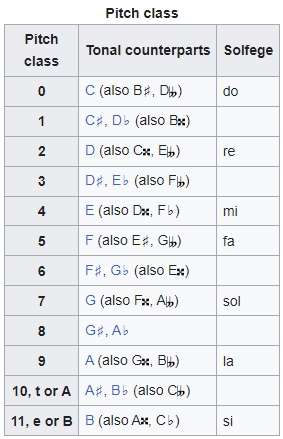 Pitch class
Pitch class Tonal counterparts Solfege
0 C (also B♯, D𝄫) do
1 C♯, D♭ (also B𝄪)
2 D (also C𝄪, E𝄫) re
3 D♯, E♭ (also F𝄫)
4 E (also D𝄪, F♭) mi
5 F (also E♯, G𝄫) fa
6 F♯, G♭ (also E𝄪)
7 G (also F𝄪, A𝄫) sol
8 G♯, A♭
9 A (also G𝄪, B𝄫) la
10, t or A A♯, B♭ (also C𝄫)
11, e or B B (also A𝄪, C♭) si